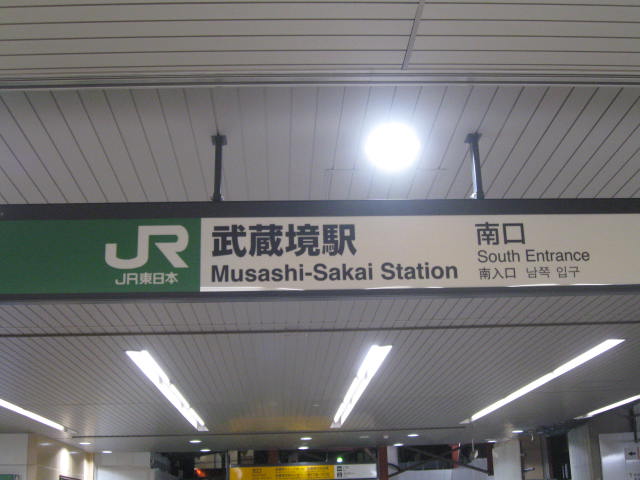 JR
JR東日本
武蔵境駅
Musashi-Sakai Station
南口
South Entrance
南入口 남쪽 입구